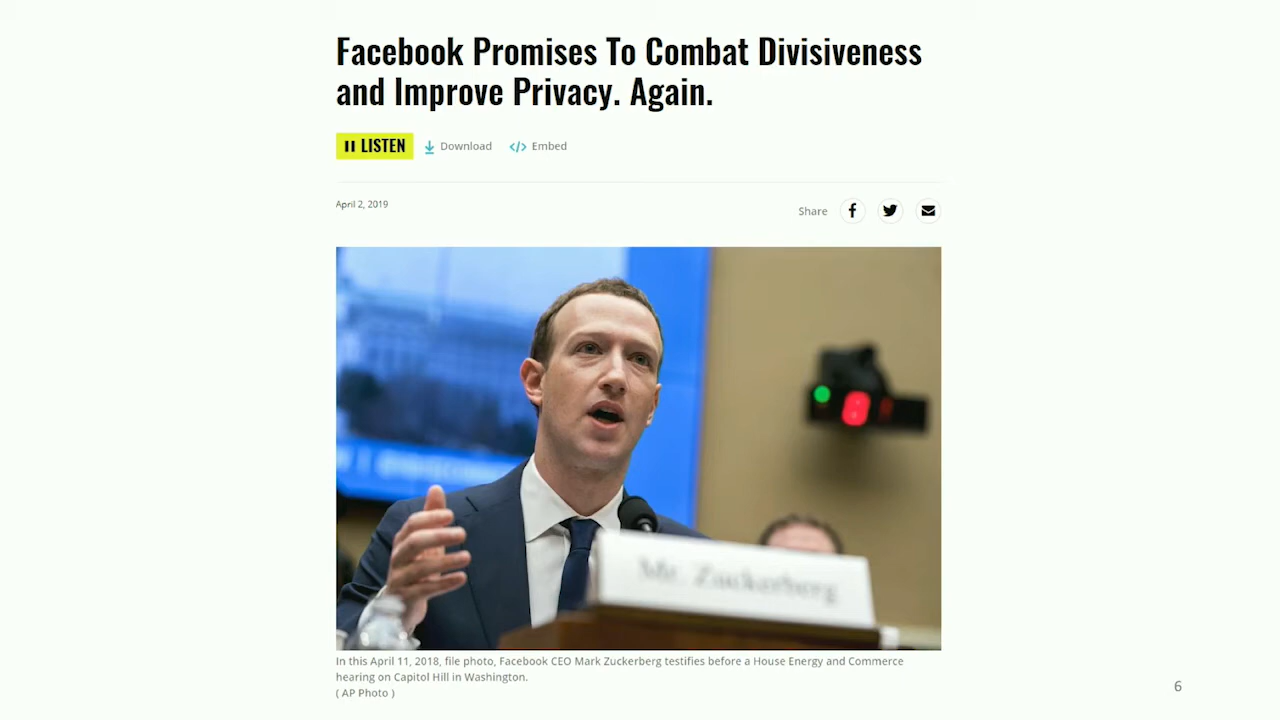 Facebook Promises To Combat Divisiveness
and Improve Privacy. Again.
LISTEN
Download
</> Embed
April 2, 2019
Share
Mr. Zuckerberg
In this April 11, 2018, file photo, Facebook CEO Mark Zuckerberg testifies before a House Energy and Commerce
hearing on Capitol Hill in Washington.
( AP Photo )
6